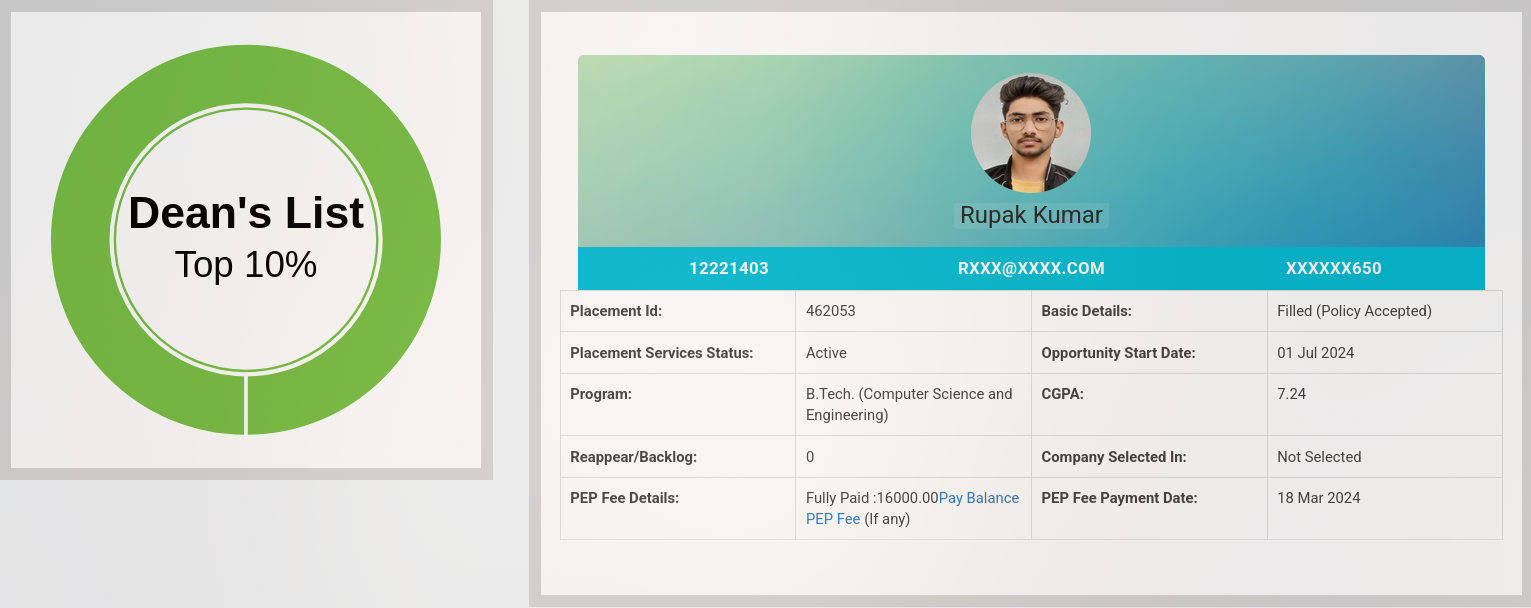 Dean's List
Top 10%
Rupak Kumar
12221403 RXXX@XXXX.COM XXXXXX650
Placement Id: 462053 Basic Details: Filled (Policy Accepted)
Placement Services Status: Active Opportunity Start Date: 01 Jul 2024
Program: B.Tech. (Computer Science and Engineering) CGPA: 7.24
Reappear/Backlog: 0 Company Selected In: Not Selected
PEP Fee Details: Fully Paid :16000.00Pay Balance PEP Fee (If any) PEP Fee Payment Date: 18 Mar 2024